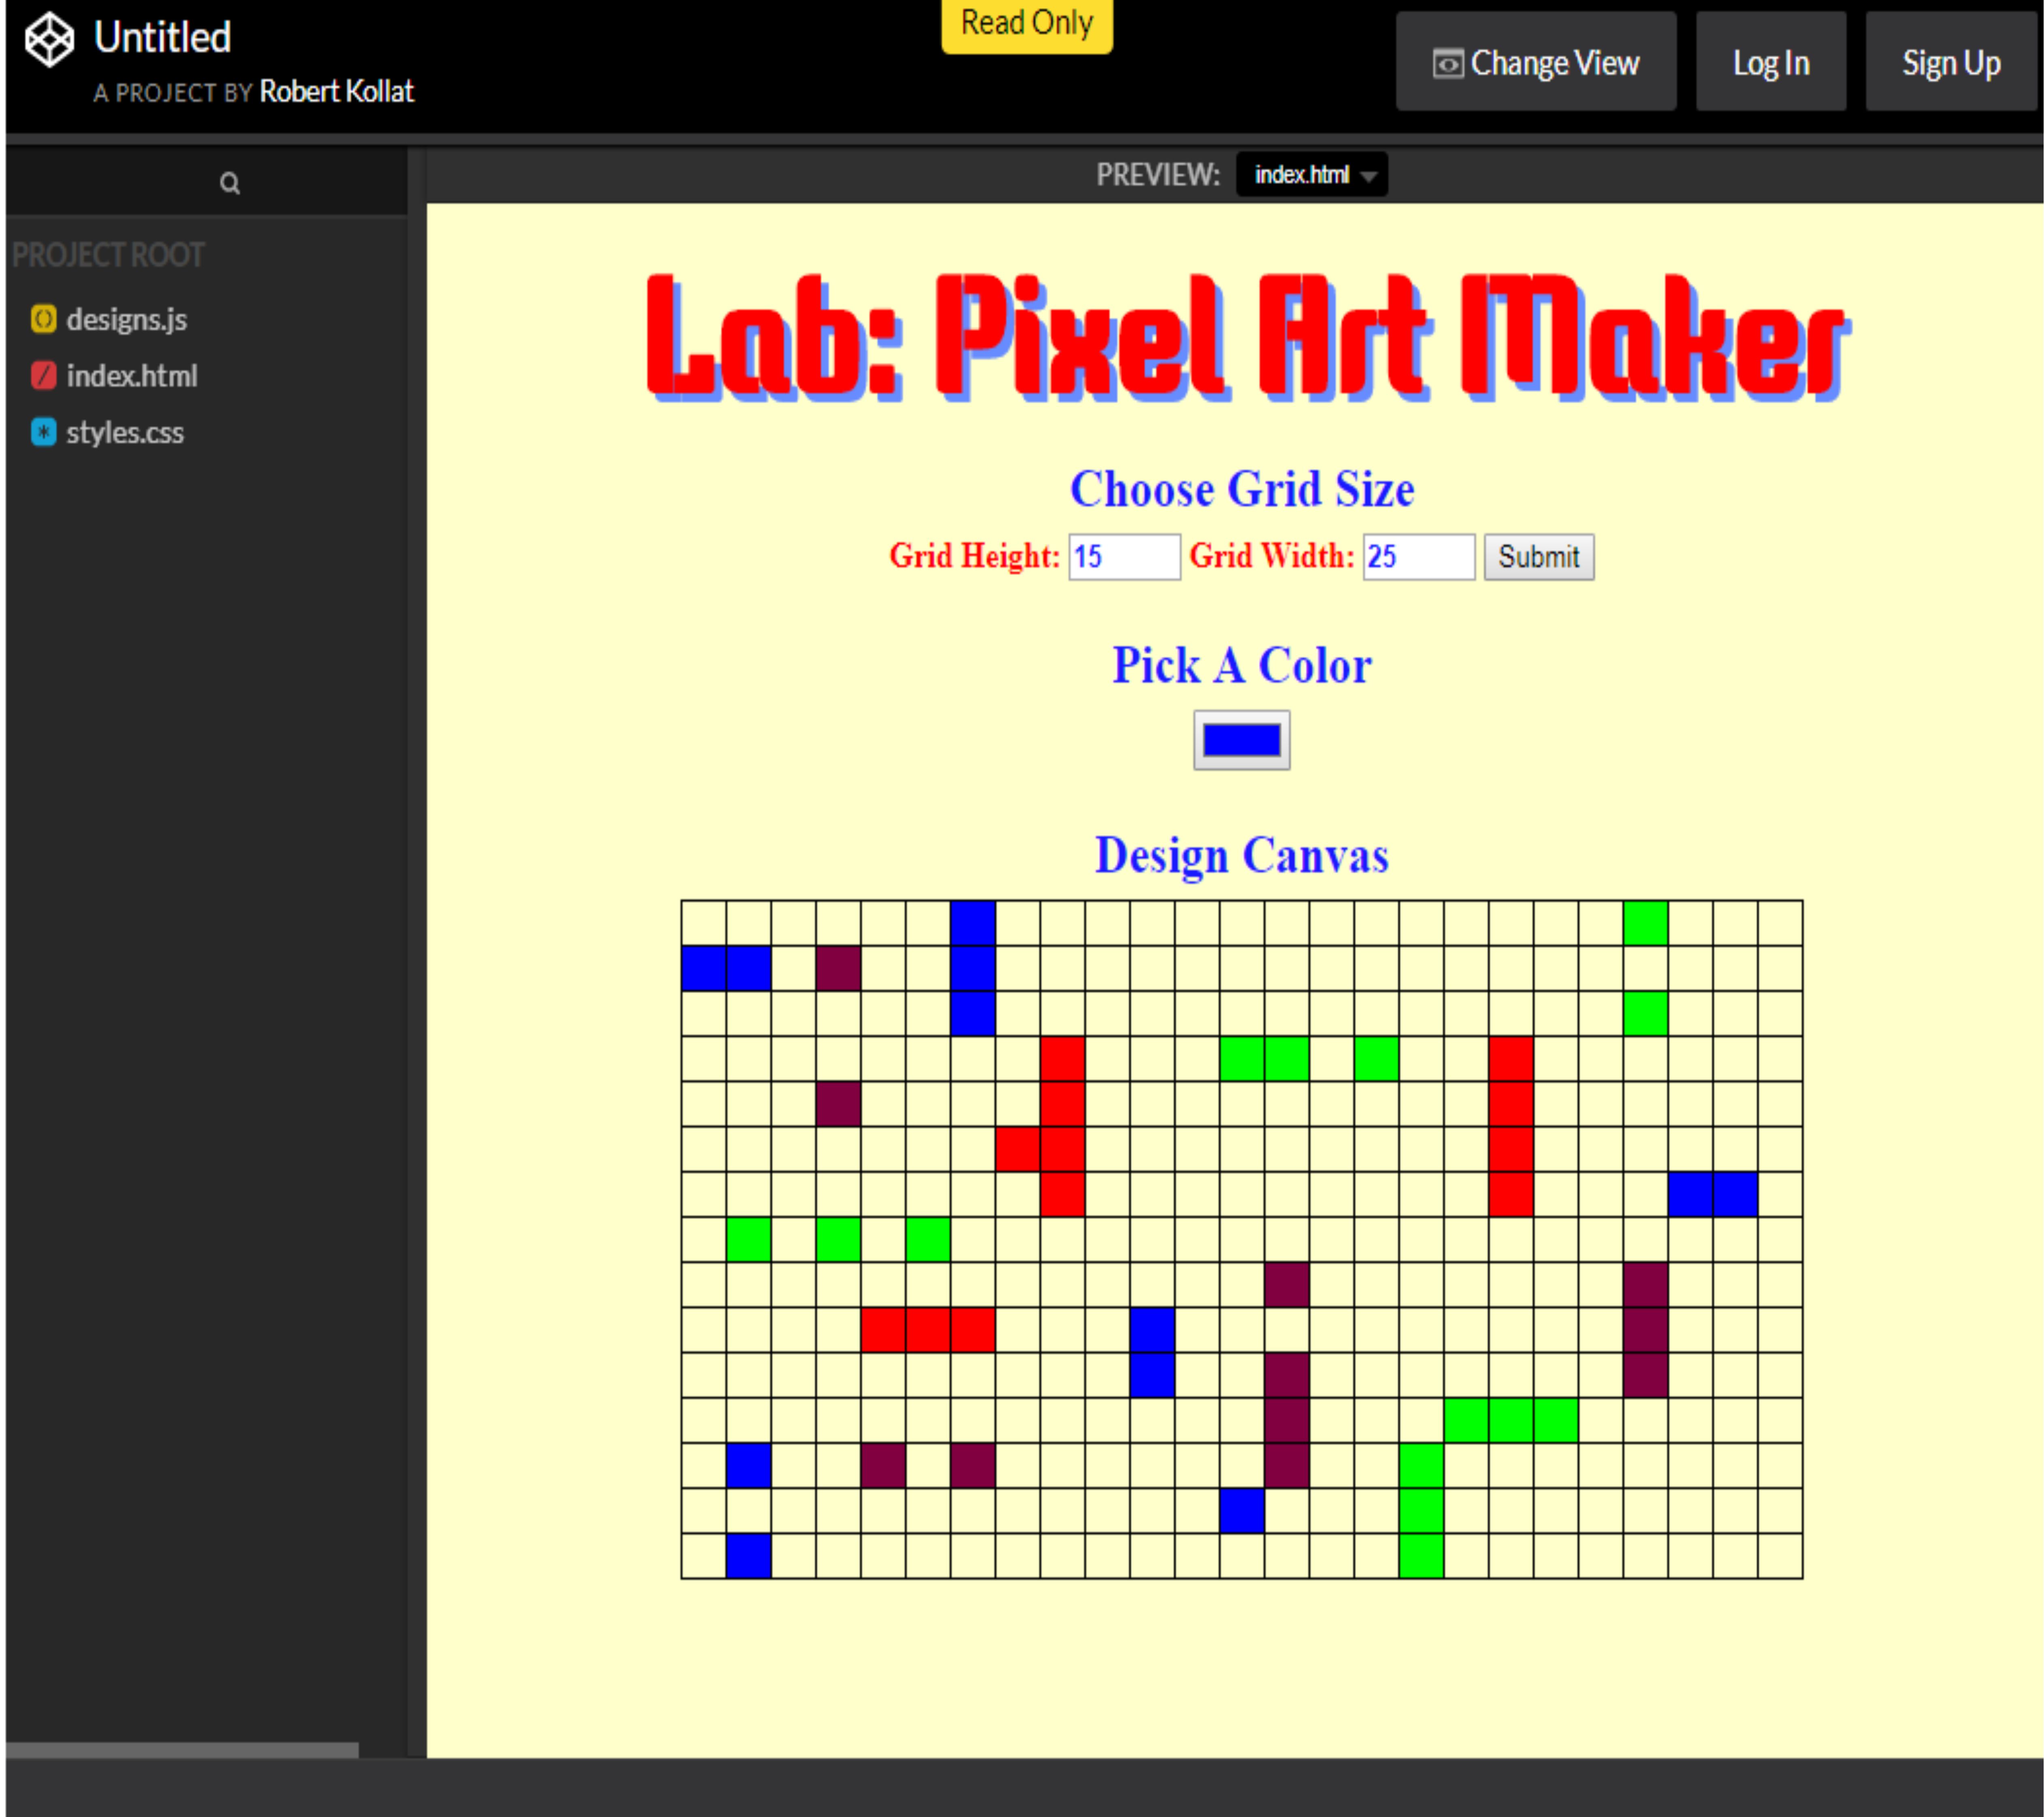 Untitled
A PROJECT BY Robert Kollat
Read Only
Change View
Log In
Sign Up
PROJECT ROOT
designs.js
index.html
styles.css
PREVIEW: index.html
Lab: Pixel Art Maker
Choose Grid Size
Grid Height: 15 Grid Width: 25 Submit
Pick A Color
Design Canvas